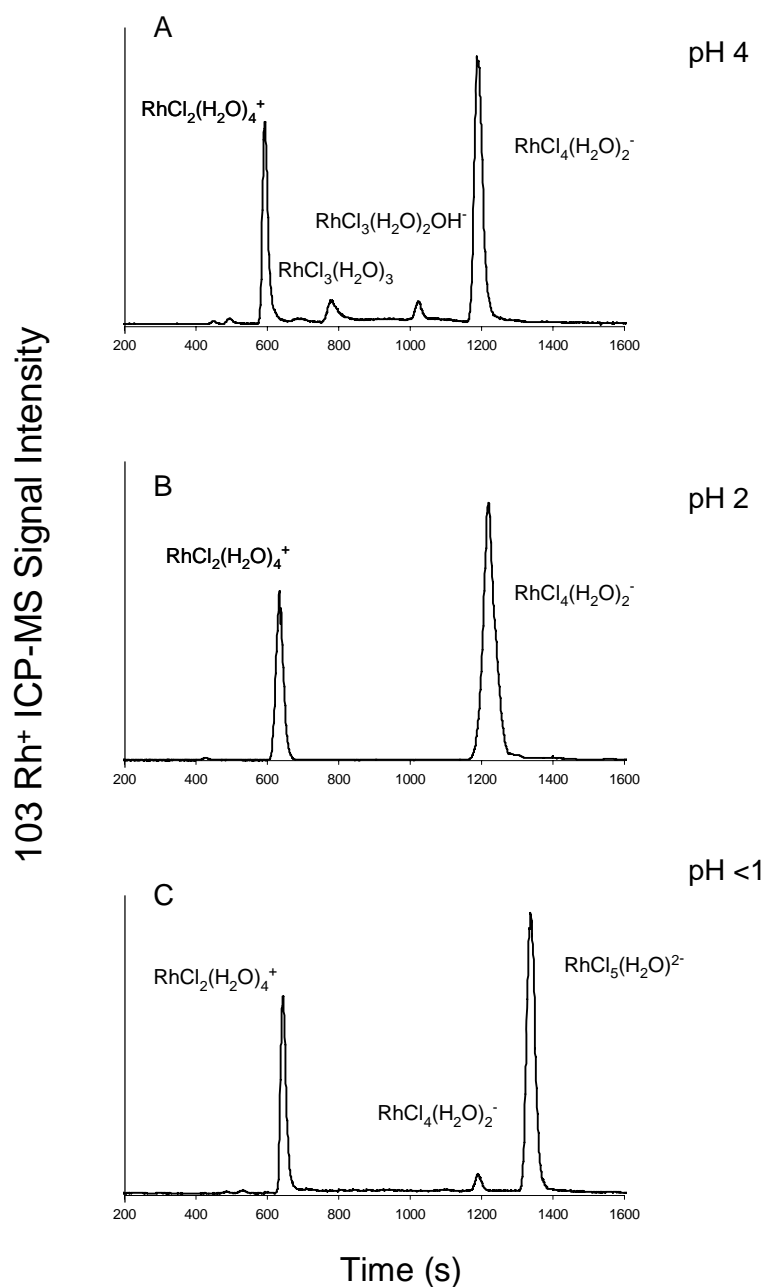 A
pH 4
RhCl2(H2O)4+
RhCl4(H2O)2-
RhCl3(H2O)2OH-
RhCl3(H2O)3
200 400 600 800 1000 1200 1400 1600
B
pH 2
RhCl2(H2O)4+
RhCl4(H2O)2-
200 400 600 800 1000 1200 1400 1600
pH <1
C
RhCl5(H2O)2-
RhCl2(H2O)4+
RhCl4(H2O)2-
200 400 600 800 1000 1200 1400 1600
103 Rh+ ICP-MS Signal Intensity
Time (s)